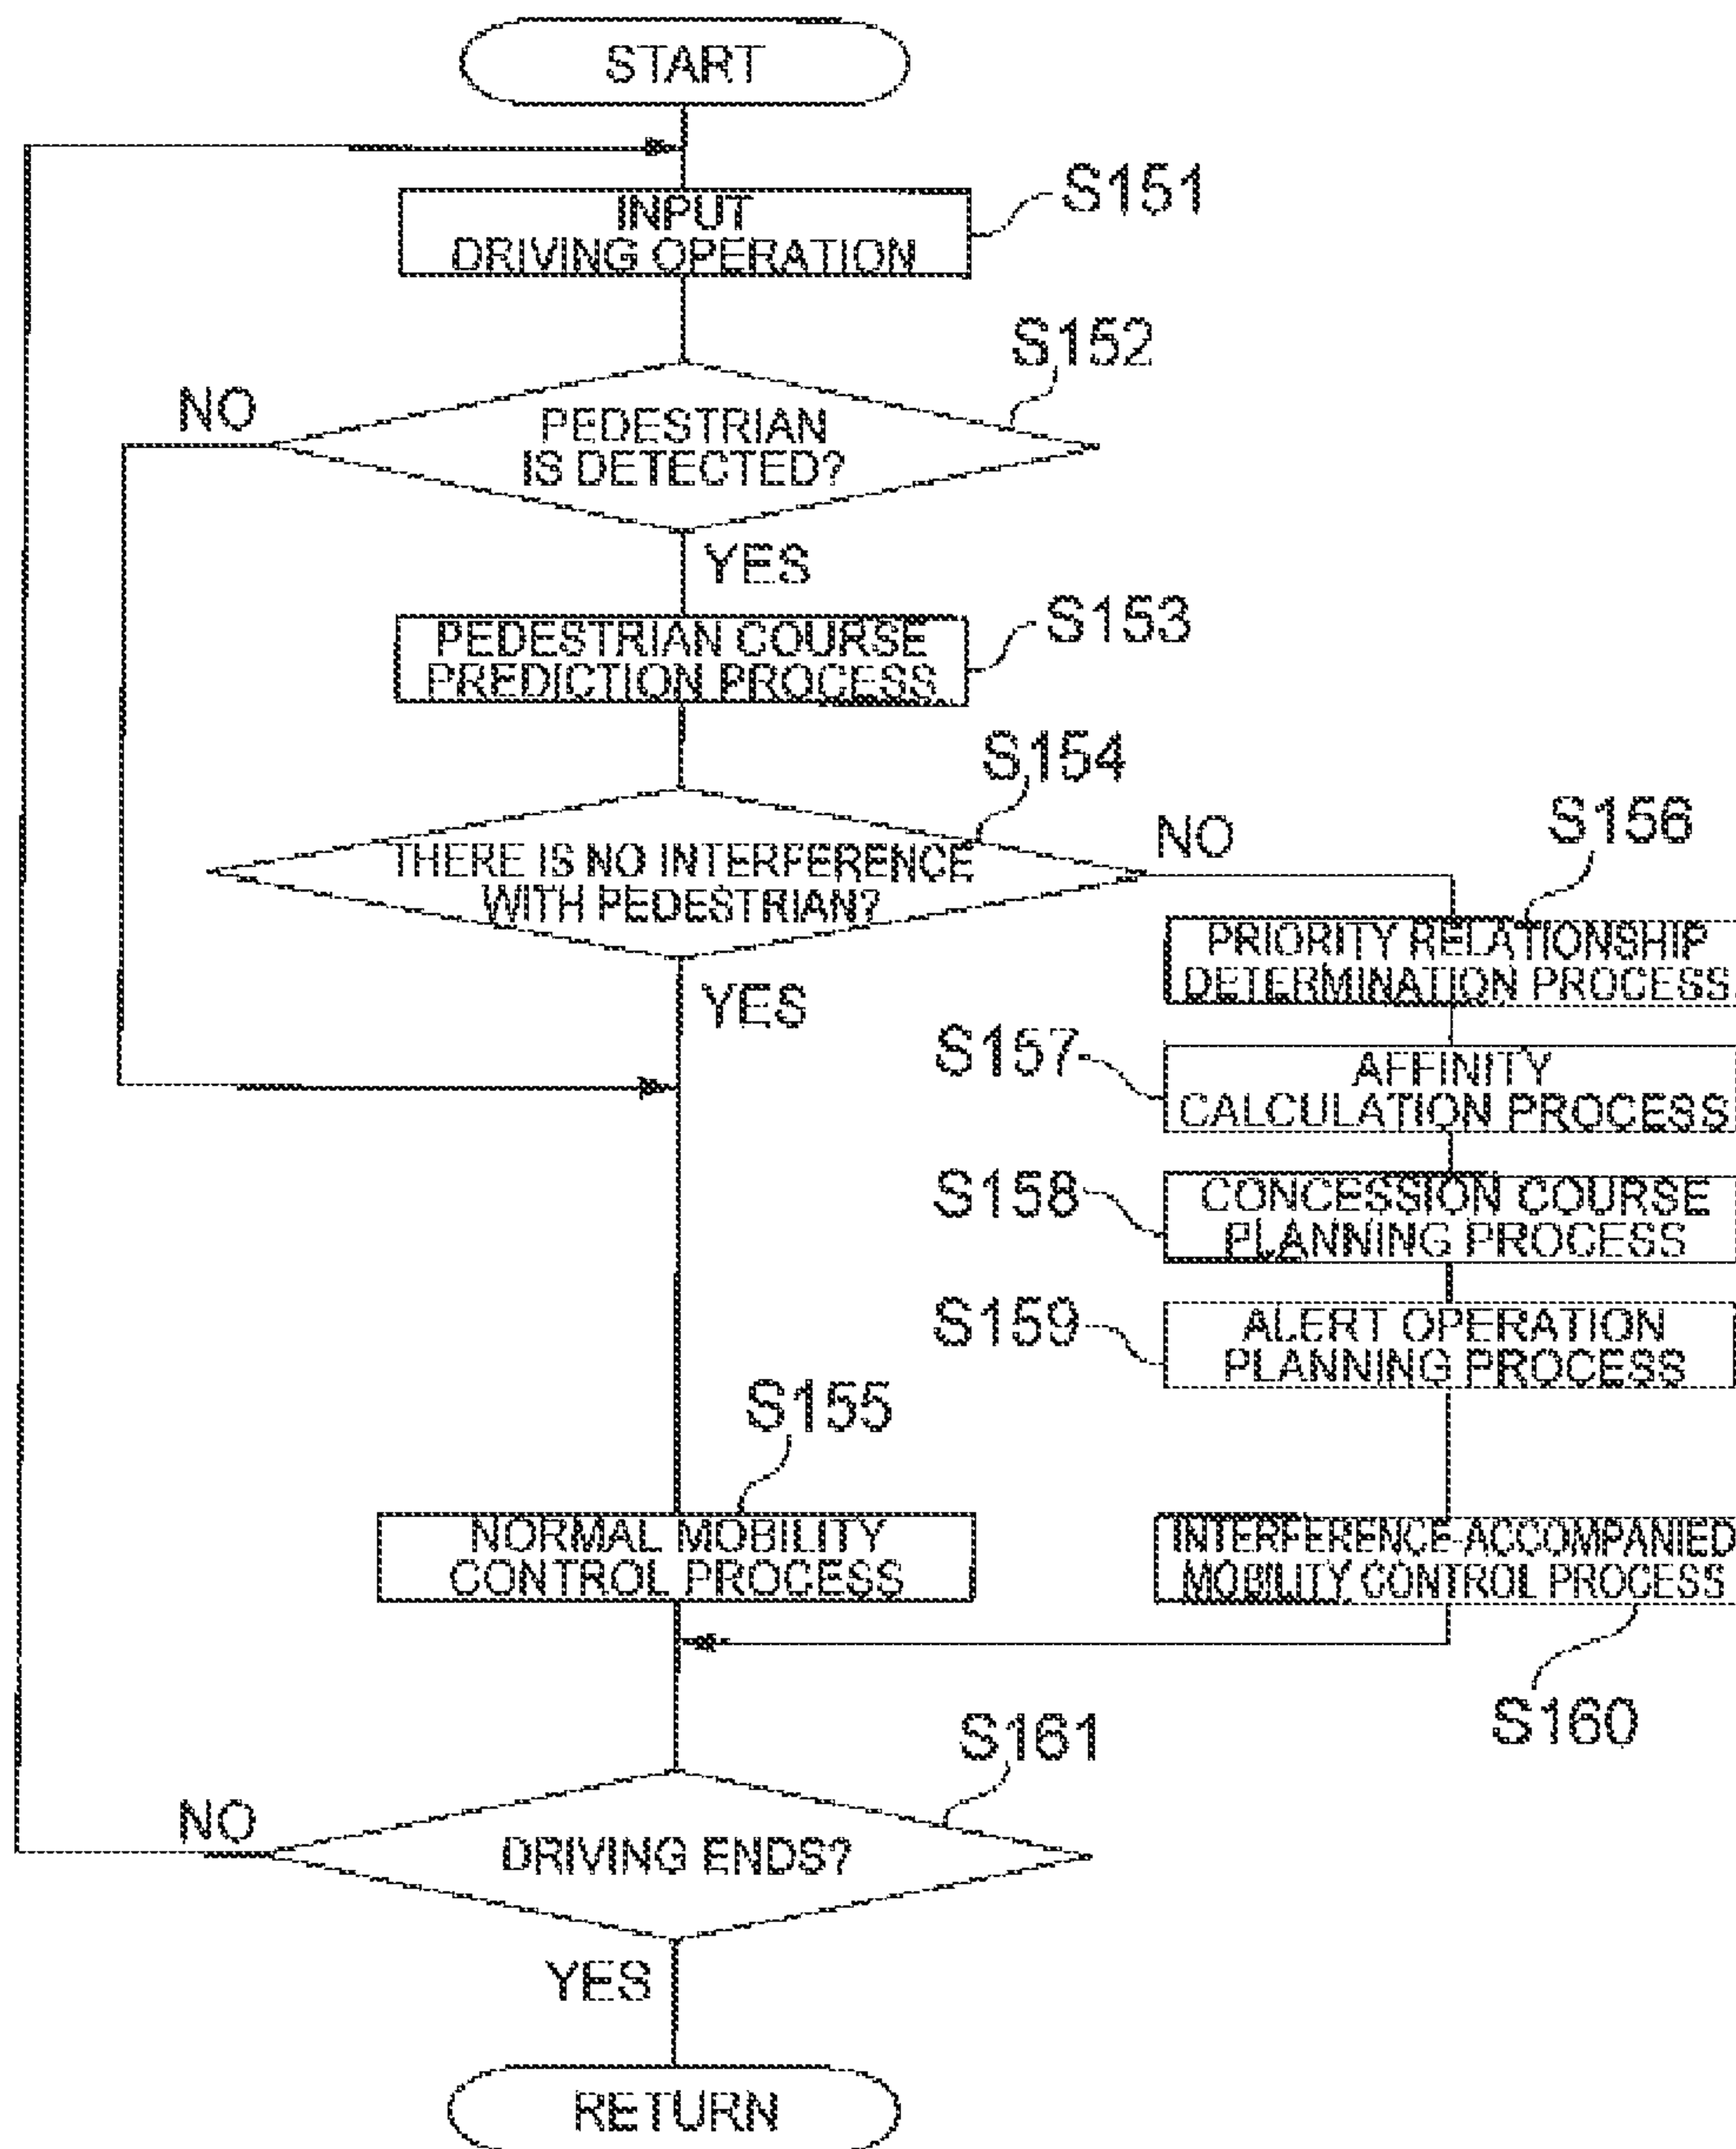 START
INPUT
DRIVING OPERATION
S151
S152
NO
PEDESTRIAN
IS DETECTED?
YES
PEDESTRIAN COURSE
PREDICTION PROCESS
S153
S154
THERE IS NO INTERFERENCE
WITH PEDESTRIAN?
NO
YES
S156
PRIORITY RELATIONSHIP
DETERMINATION PROCESS
S157
AFFINITY
CALCULATION PROCESS
S158
CONCESSION COURSE
PLANNING PROCESS
S159
ALERT OPERATION
PLANNING PROCESS
S155
NORMAL MOBILITY
CONTROL PROCESS
INTERFERENCE-ACCOMPANIED
MOBILITY CONTROL PROCESS
S160
S161
NO
DRIVING ENDS?
YES
RETURN